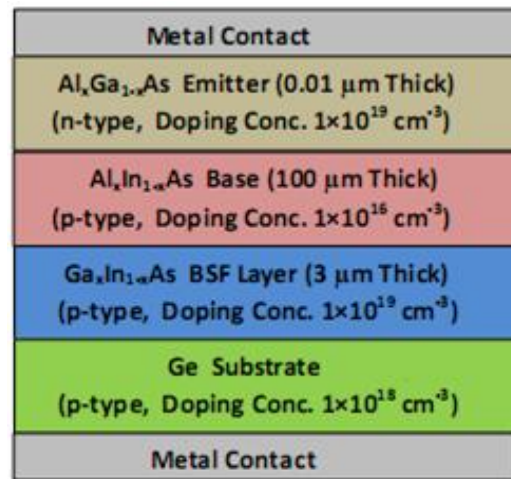 Metal Contact
AlₓGa₁₋ₓAs Emitter (0.01 μm Thick)
(n-type, Doping Conc. 1×10¹⁹ cm⁻³)
AlₓIn₁₋ₓAs Base (100 μm Thick)
(p-type, Doping Conc. 1×10¹⁶ cm⁻³)
GaₓIn₁₋ₓAs BSF Layer (3 μm Thick)
(p-type, Doping Conc. 1×10¹⁹ cm⁻³)
Ge Substrate
(p-type, Doping Conc. 1×10¹⁸ cm⁻³)
Metal Contact